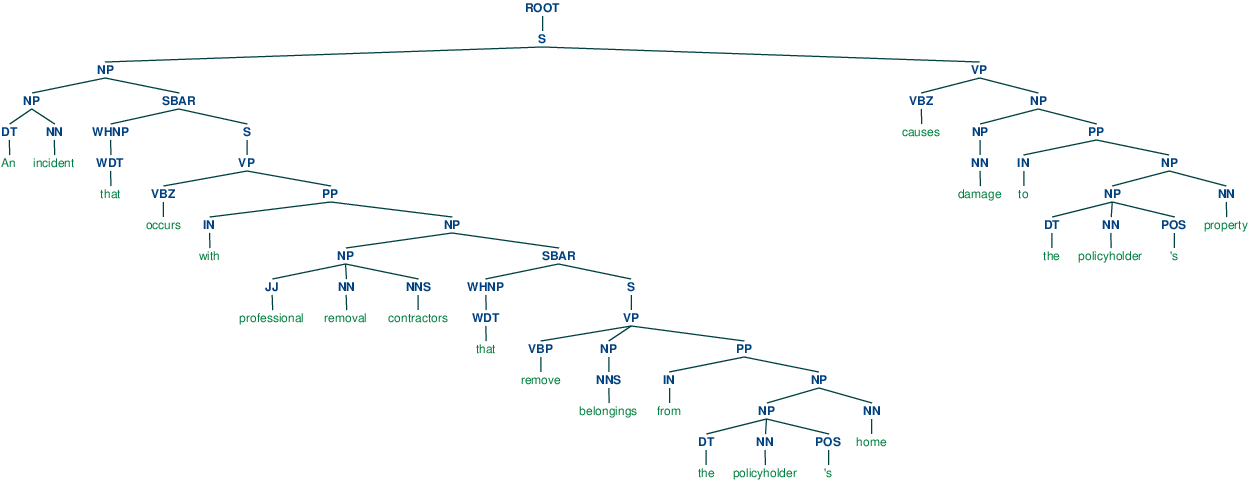 ROOT
S
NP VP
NP SBAR VBZ NP
DT NN WHNP S causes NP PP
An incident WDT VP NN IN NP
that VBZ PP damage to NP NN
occurs IN NP DT NN POS property
with NP SBAR the policyholder 's
JJ NN NNS WHNP S
professional removal contractors WDT VP
that VBP NP PP
remove NNS IN NP
belongings from NP NN
DT NN POS home
the policyholder 's